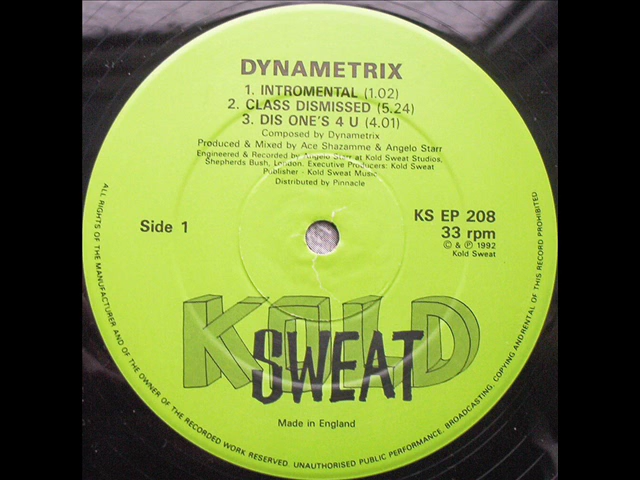 DYNAMETRIX
1. INTROMENTAL (1.02)
2. CLASS DISMISSED (5.24)
3. DIS ONE'S 4 U (4.01)
Composed by Dynametrix
Produced & Mixed by Ace Shazamme & Angelo Starr
Engineered & Recorded by Angelo Starr at Kold Sweat Studios,
Shepherds Bush, London. Executive Producers: Kold Sweat
Publisher - Kold Sweat Music
Distributed by Pinnacle
Side 1
KS EP 208
33 rpm
© & ℗ 1992
Kold Sweat
KOLD
SWEAT
Made in England
ALL RIGHTS OF THE MANUFACTURER AND OF THE OWNER OF THE RECORDED WORK RESERVED. UNAUTHORISED PUBLIC PERFORMANCE, BROADCASTING, COPYING AND RENTAL OF THIS RECORD PROHIBITED